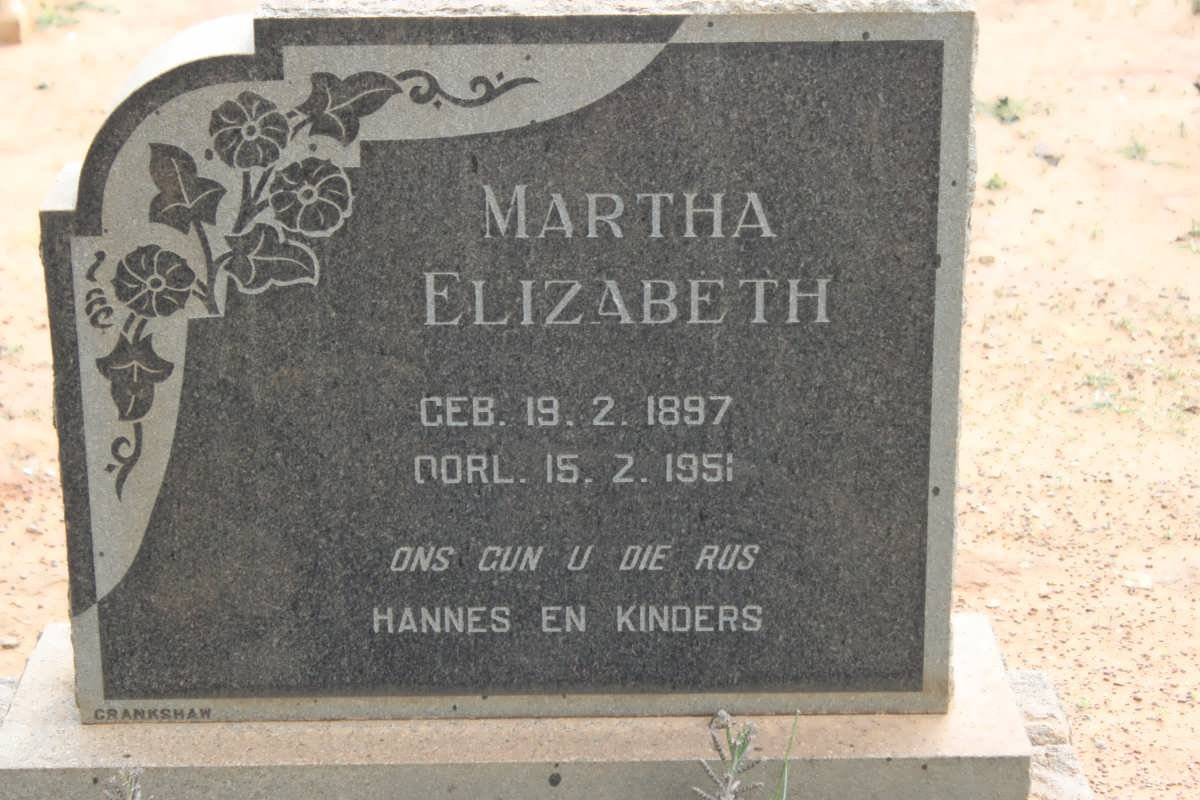 MARTHA
ELIZABETH
GEB. 19. 2. 1897
OORL. 15. 2. 1951
ONS GUN U DIE RUS
HANNES EN KINDERS
CRANKSHAW